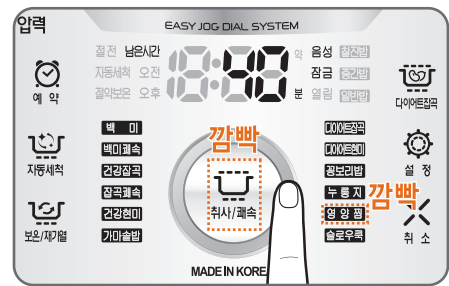 압력
EASY JOG DIAL SYSTEM
절전 남은시간
자동세척 오전
절약보온 오후
40
약
분
음성 찰진밥
잠금 중간밥
열림 일반밥
예 약
자동세척
보온/재가열
백 미
백미쾌속
건강잡곡
잡곡쾌속
건강현미
가마솥밥
깜빡
취사/쾌속
MADE IN KORE
다이어트잡곡
다이어트현미
꽁보리밥
누룽지
영양찜
슬로우쿡
깜빡
다이어트잡곡
설 정
취 소